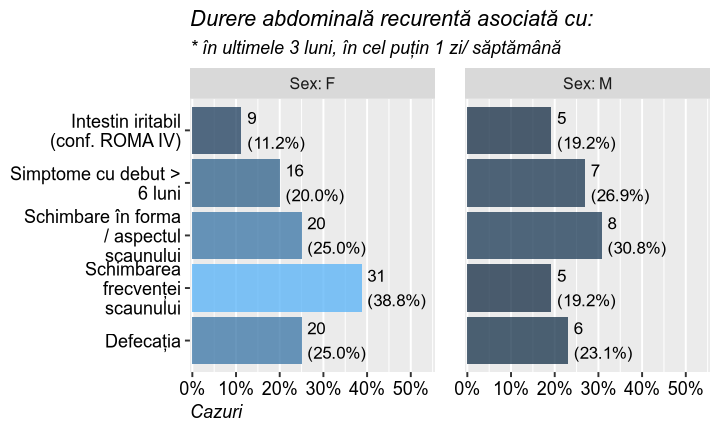 Durere abdominală recurentă asociată cu:
* în ultimele 3 luni, în cel puțin 1 zi/ săptămână
Sex: F
Sex: M
Intestin iritabil
(conf. ROMA IV)
9
(11.2%)
5
(19.2%)
Simptome cu debut >
6 luni
16
(20.0%)
7
(26.9%)
Schimbare în forma
/ aspectul
scaunului
20
(25.0%)
8
(30.8%)
Schimbarea
frecvenței
scaunului
31
(38.8%)
5
(19.2%)
Defecația
20
(25.0%)
6
(23.1%)
0% 10% 20% 30% 40% 50%
0% 10% 20% 30% 40% 50%
Cazuri